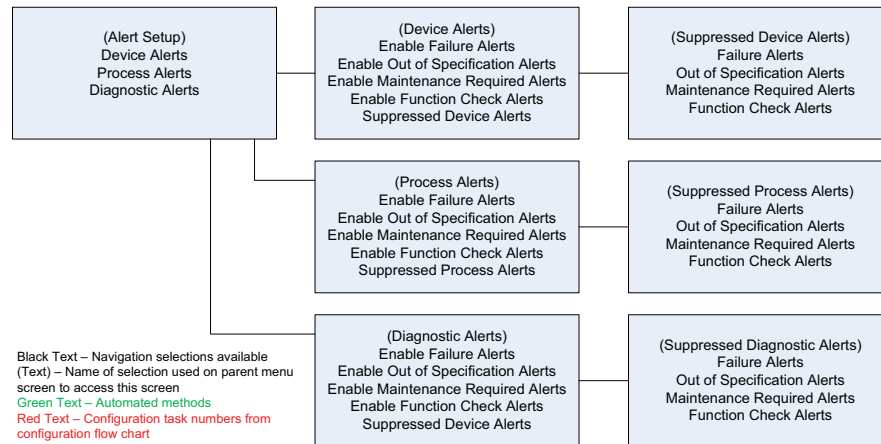 (Alert Setup)
Device Alerts
Process Alerts
Diagnostic Alerts
(Device Alerts)
Enable Failure Alerts
Enable Out of Specification Alerts
Enable Maintenance Required Alerts
Enable Function Check Alerts
Suppressed Device Alerts
(Suppressed Device Alerts)
Failure Alerts
Out of Specification Alerts
Maintenance Required Alerts
Function Check Alerts
(Process Alerts)
Enable Failure Alerts
Enable Out of Specification Alerts
Enable Maintenance Required Alerts
Enable Function Check Alerts
Suppressed Process Alerts
(Suppressed Process Alerts)
Failure Alerts
Out of Specification Alerts
Maintenance Required Alerts
Function Check Alerts
(Diagnostic Alerts)
Enable Failure Alerts
Enable Out of Specification Alerts
Enable Maintenance Required Alerts
Enable Function Check Alerts
Suppressed Device Alerts
(Suppressed Diagnostic Alerts)
Failure Alerts
Out of Specification Alerts
Maintenance Required Alerts
Function Check Alerts
Black Text – Navigation selections available
(Text) – Name of selection used on parent menu
screen to access this screen
Green Text – Automated methods
Red Text – Configuration task numbers from
configuration flow chart